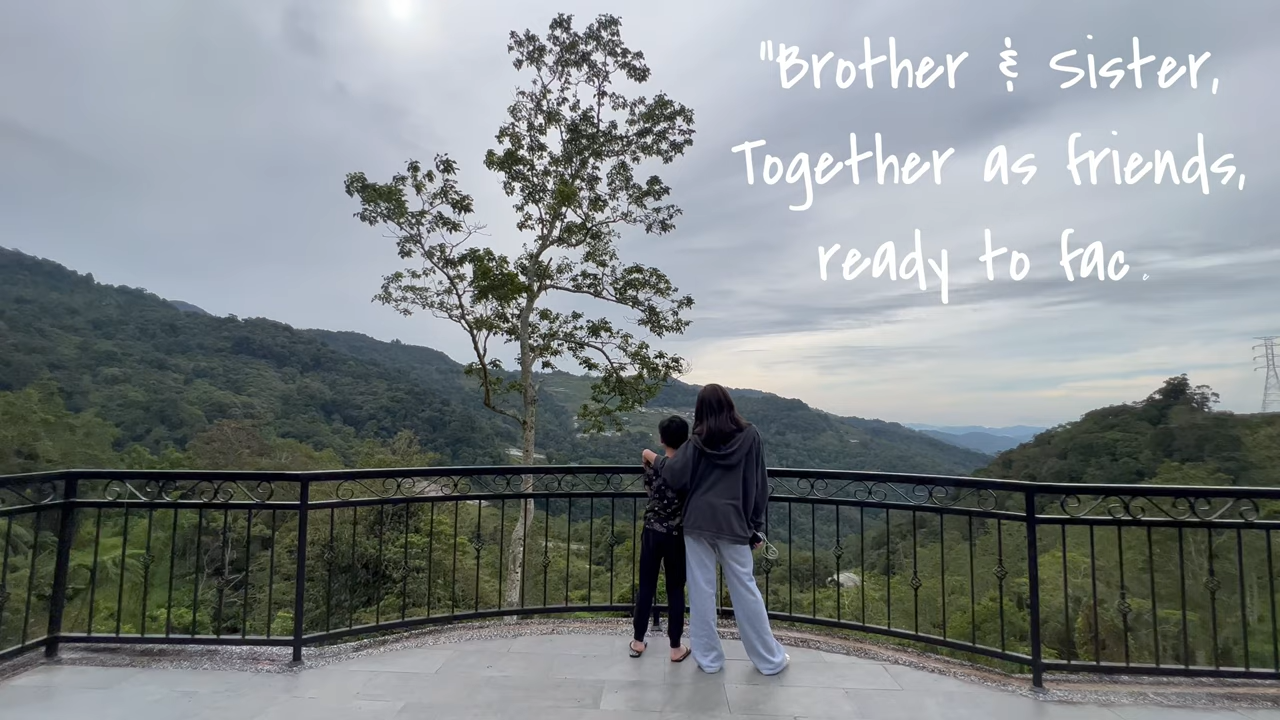 "Brother & Sister,
Together as friends,
ready to fac